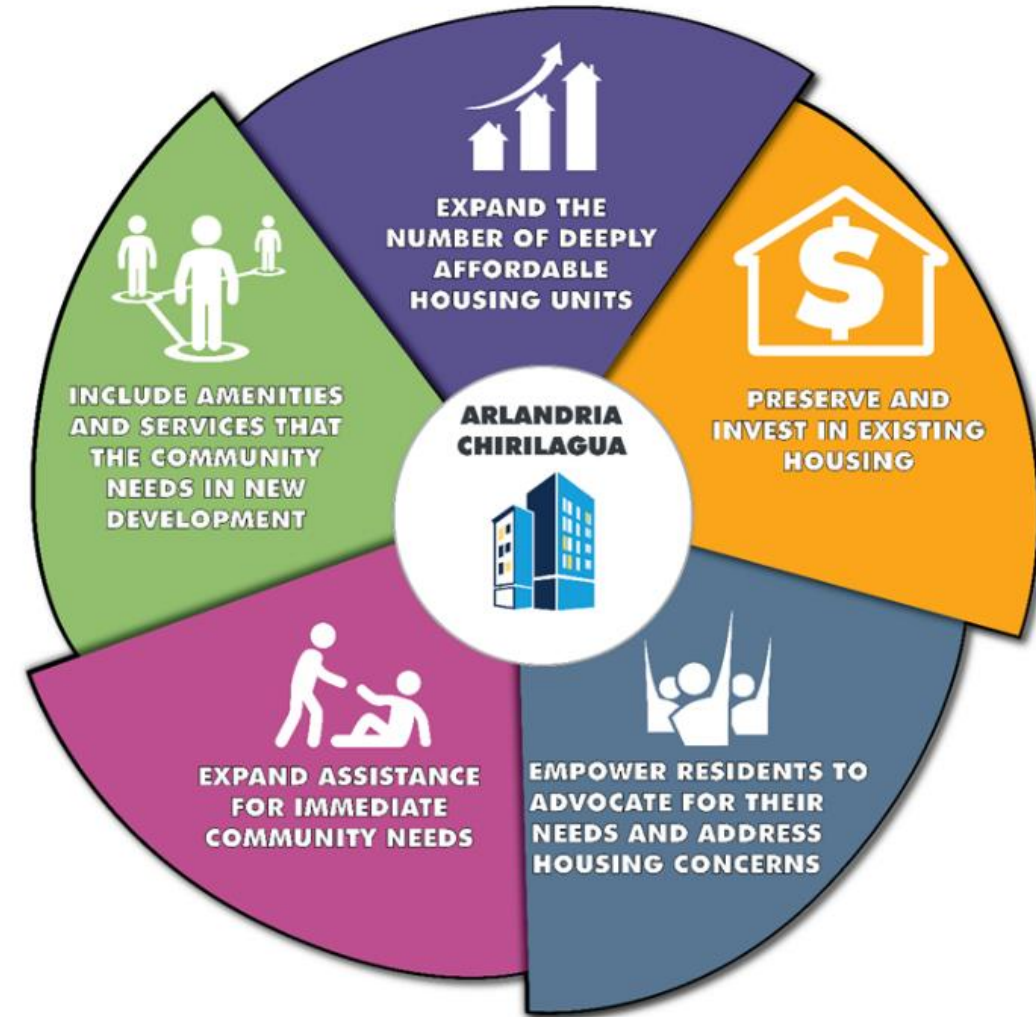 EXPAND THE
NUMBER OF DEEPLY
AFFORDABLE
HOUSING UNITS
PRESERVE AND
INVEST IN EXISTING
HOUSING
EMPOWER RESIDENTS TO
ADVOCATE FOR THEIR
NEEDS AND ADDRESS
HOUSING CONCERNS
EXPAND ASSISTANCE
FOR IMMEDIATE
COMMUNITY NEEDS
INCLUDE AMENITIES
AND SERVICES THAT
THE COMMUNITY
NEEDS IN NEW
DEVELOPMENT
ARLANDRIA
CHIRILAGUA
$